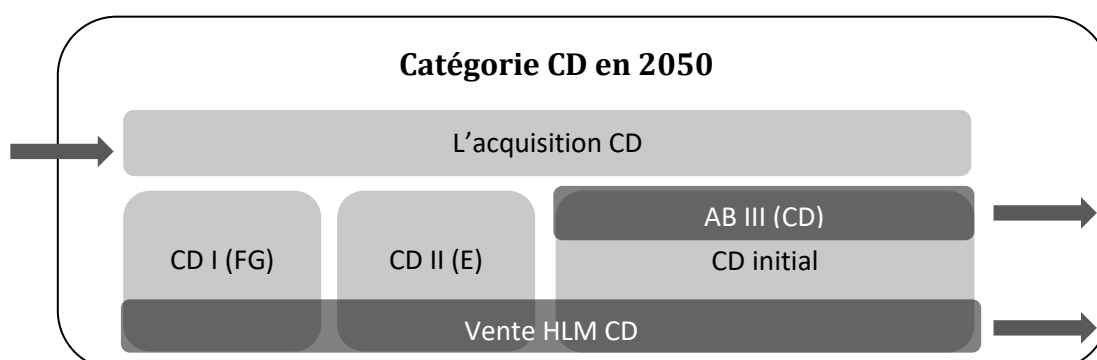 Catégorie CD en 2050
L’acquisition CD
AB III (CD)
CD I (FG)
CD II (E)
CD initial
Vente HLM CD